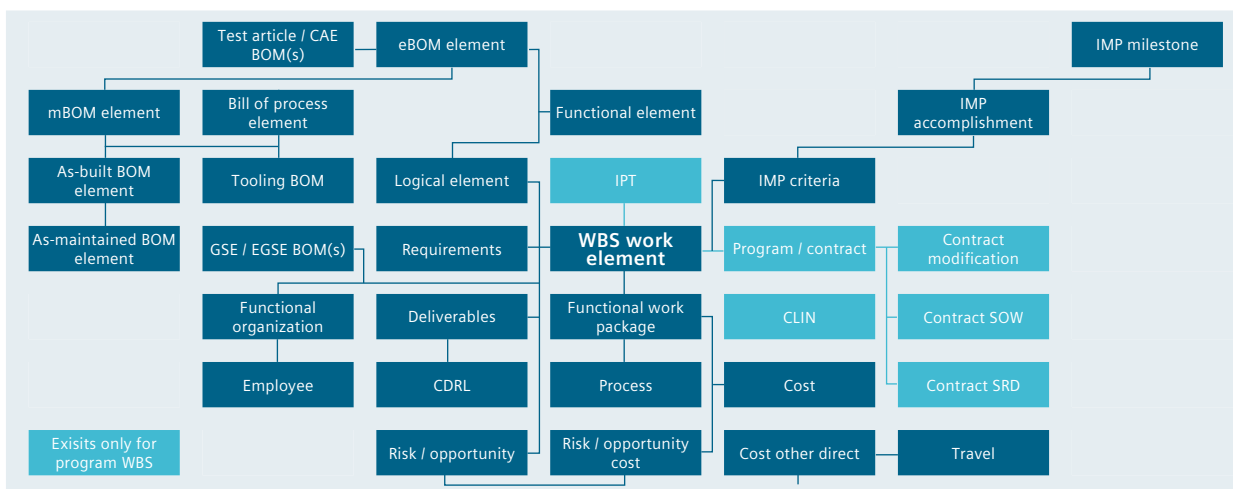 Test article / CAE
BOM(s)
eBOM element
IMP milestone
mBOM element
Bill of process
element
Functional element
IMP
accomplishment
As-built BOM
element
Tooling BOM
Logical element
IPT
IMP criteria
As-maintained BOM
element
GSE / EGSE BOM(s)
Requirements
WBS work
element
Program / contract
Contract
modification
Functional
organization
Deliverables
Functional work
package
CLIN
Contract SOW
Employee
CDRL
Process
Cost
Contract SRD
Exisits only for
program WBS
Risk / opportunity
Risk / opportunity
cost
Cost other direct
Travel